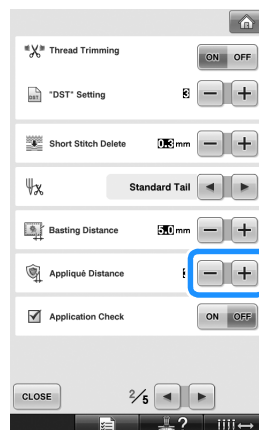 Thread Trimming
ON OFF
DST
"DST" Setting
3
Short Stitch Delete
0.3 mm
Standard Tail
Basting Distance
5.0 mm
Appliqué Distance
Application Check
ON OFF
CLOSE
2/5
?